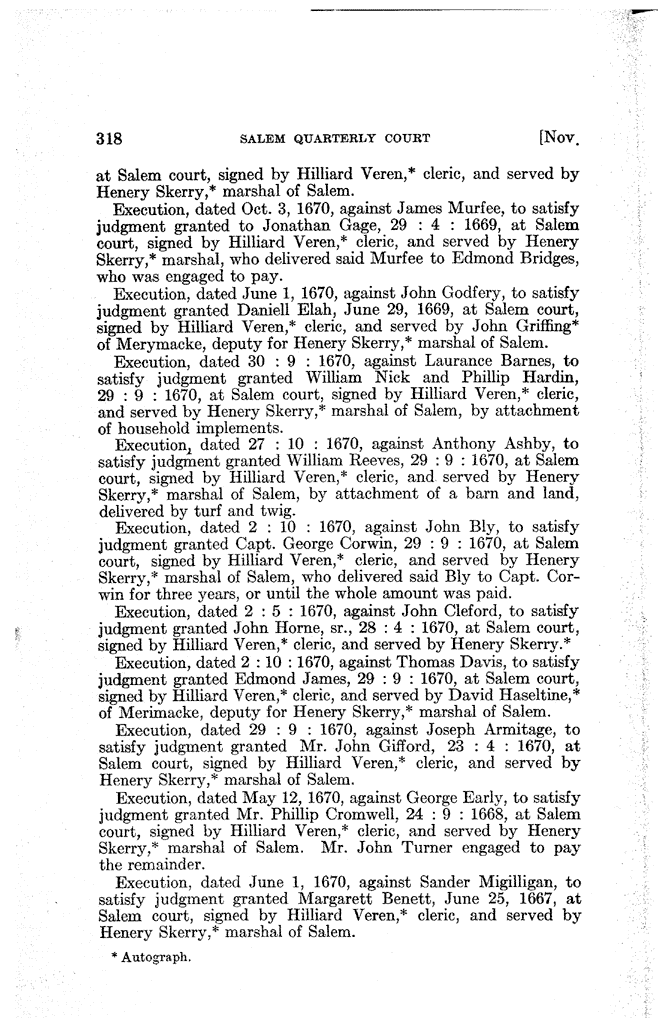 318 SALEM QUARTERLY COURT [Nov.
at Salem court, signed by Hilliard Veren,* cleric, and served by
Henery Skerry,* marshal of Salem.
Execution, dated Oct. 3, 1670, against James Murfee, to satisfy
judgment granted to Jonathan Gage, 29 : 4 : 1669, at Salem
court, signed by Hilliard Veren,* cleric, and served by Henery
Skerry,* marshal, who delivered said Murfee to Edmond Bridges,
who was engaged to pay.
Execution, dated June 1, 1670, against John Godfery, to satisfy
judgment granted Daniell Elah, June 29, 1669, at Salem court,
signed by Hilliard Veren,* cleric, and served by John Griffing*
of Merymacke, deputy for Henery Skerry,* marshal of Salem.
Execution, dated 30 : 9 : 1670, against Laurance Barnes, to
satisfy judgment granted William Nick and Phillip Hardin,
29 : 9 : 1670, at Salem court, signed by Hilliard Veren,* cleric,
and served by Henery Skerry,* marshal of Salem, by attachment
of household implements.
Execution, dated 27 : 10 : 1670, against Anthony Ashby, to
satisfy judgment granted William Reeves, 29 : 9 : 1670, at Salem
court, signed by Hilliard Veren,* cleric, and served by Henery
Skerry,* marshal of Salem, by attachment of a barn and land,
delivered by turf and twig.
Execution, dated 2 : 10 : 1670, against John Bly, to satisfy
judgment granted Capt. George Corwin, 29 : 9 : 1670, at Salem
court, signed by Hilliard Veren,* cleric, and served by Henery
Skerry,* marshal of Salem, who delivered said Bly to Capt. Cor-
win for three years, or until the whole amount was paid.
Execution, dated 2 : 5 : 1670, against John Cleford, to satisfy
judgment granted John Horne, sr., 28 : 4 : 1670, at Salem court,
signed by Hilliard Veren,* cleric, and served by Henery Skerry.*
Execution, dated 2 : 10 : 1670, against Thomas Davis, to satisfy
judgment granted Edmond James, 29 : 9 : 1670, at Salem court,
signed by Hilliard Veren,* cleric, and served by David Haseltine,*
of Merimacke, deputy for Henery Skerry,* marshal of Salem.
Execution, dated 29 : 9 : 1670, against Joseph Armitage, to
satisfy judgment granted Mr. John Gifford, 23 : 4 : 1670, at
Salem court, signed by Hilliard Veren,* cleric, and served by
Henery Skerry,* marshal of Salem.
Execution, dated May 12, 1670, against George Early, to satisfy
judgment granted Mr. Phillip Cromwell, 24 : 9 : 1668, at Salem
court, signed by Hilliard Veren,* cleric, and served by Henery
Skerry,* marshal of Salem. Mr. John Turner engaged to pay
the remainder.
Execution, dated June 1, 1670, against Sander Migilligan, to
satisfy judgment granted Margarett Benett, June 25, 1667, at
Salem court, signed by Hilliard Veren,* cleric, and served by
Henery Skerry,* marshal of Salem.
* Autograph.